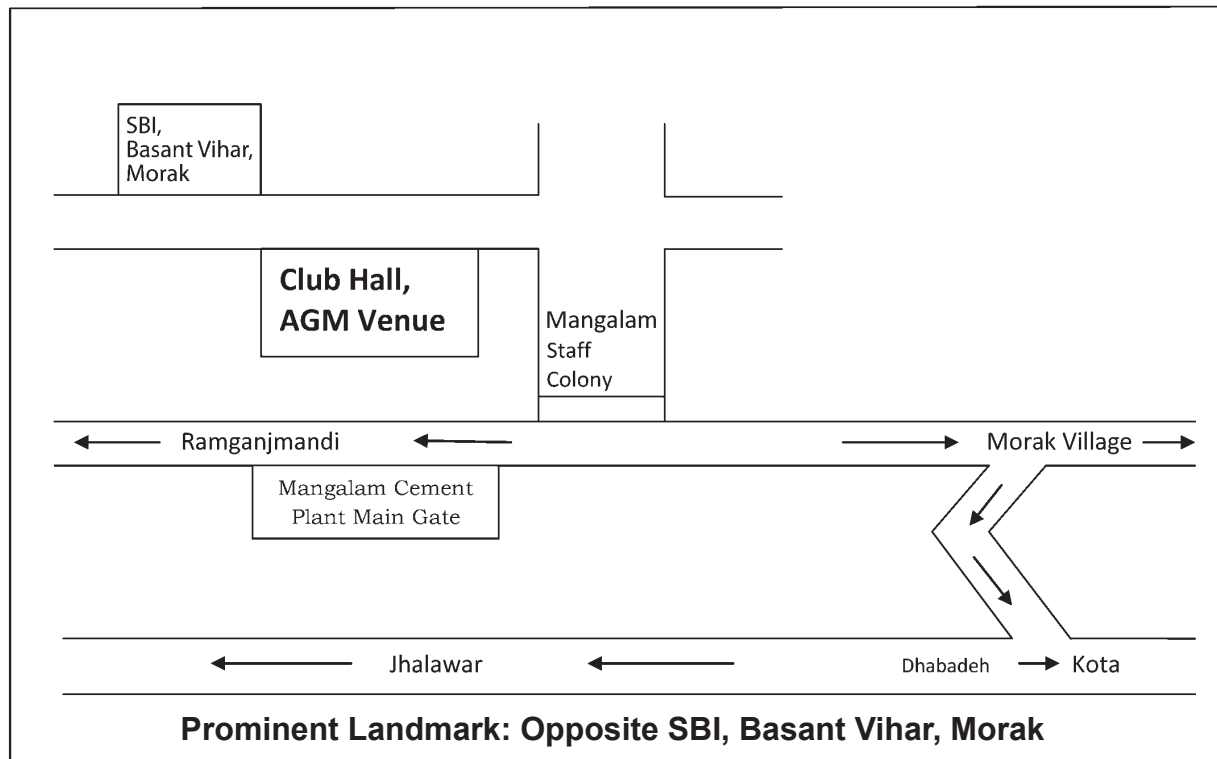 SBI,
Basant Vihar,
Morak
Club Hall,
AGM Venue
Mangalam
Staff
Colony
Ramganjmandi
Morak Village
Mangalam Cement
Plant Main Gate
Jhalawar
Dhabadeh
Kota
Prominent Landmark: Opposite SBI, Basant Vihar, Morak